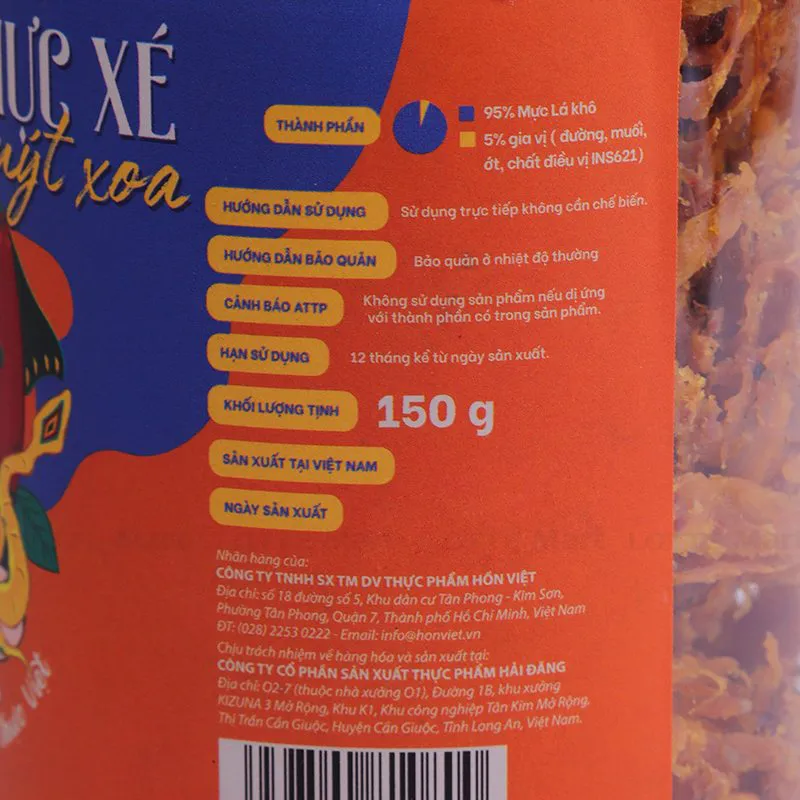 XÉ
xoa
THÀNH PHẦN
95% Mực Lá khô
5% gia vị ( đường, muối,
ớt, chất điều vị INS621)
HƯỚNG DẪN SỬ DỤNG
Sử dụng trực tiếp không cần chế biến.
HƯỚNG DẪN BẢO QUẢN
Bảo quản ở nhiệt độ thường
CẢNH BÁO ATTP
Không sử dụng sản phẩm nếu dị ứng
với thành phần có trong sản phẩm.
HẠN SỬ DỤNG
12 tháng kể từ ngày sản xuất.
KHỐI LƯỢNG TỊNH
150 g
SẢN XUẤT TẠI VIỆT NAM
NGÀY SẢN XUẤT
Nhãn hàng của:
CÔNG TY TNHH SX TM DV THỰC PHẨM HỒN VIỆT
Địa chỉ: số 18 đường số 5, Khu dân cư Tân Phong - Kim Sơn,
Phường Tân Phong, Quận 7, Thành phố Hồ Chí Minh, Việt Nam
ĐT: (028) 2253 0222 - Email: info@honviet.vn
Chịu trách nhiệm về hàng hóa và sản xuất tại:
CÔNG TY CỔ PHẦN SẢN XUẤT THỰC PHẨM HẢI ĐĂNG
Địa chỉ: O2-7 (thuộc nhà xưởng O1), Đường 1B, khu xưởng
KIZUNA 3 Mở Rộng, Khu K1, Khu công nghiệp Tân Kim Mở Rộng,
Thị Trấn Cần Giuộc, Huyện Cần Giuộc, Tỉnh Long An, Việt Nam.
Việt